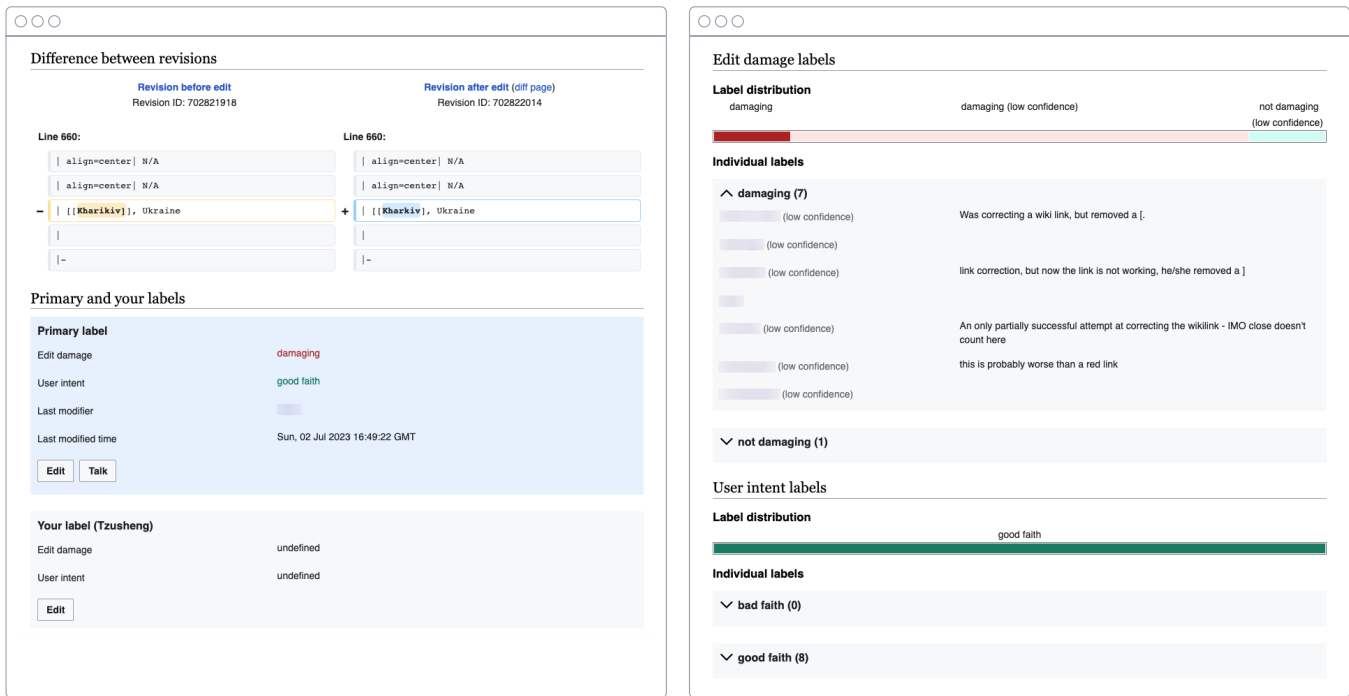 Difference between revisions
Revision before edit
Revision ID: 702821918
Revision after edit (diff page)
Revision ID: 702822014
Line 660:
Line 660:
| align=center| N/A
| align=center| N/A
| align=center| N/A
| align=center| N/A
− | [[Kharikiv]], Ukraine
+ | [[Kharkiv], Ukraine
|
|
|-
|-
Primary and your labels
Primary label
Edit damage damaging
User intent good faith
Last modifier
Last modified time Sun, 02 Jul 2023 16:49:22 GMT
Edit Talk
Your label (Tzusheng)
Edit damage undefined
User intent undefined
Edit
Edit damage labels
Label distribution
damaging damaging (low confidence) not damaging
(low confidence)
Individual labels
damaging (7)
(low confidence) Was correcting a wiki link, but removed a [.
(low confidence)
(low confidence) link correction, but now the link is not working, he/she removed a ]
(low confidence) An only partially successful attempt at correcting the wikilink - IMO close doesn't
count here
(low confidence) this is probably worse than a red link
(low confidence)
not damaging (1)
User intent labels
Label distribution
good faith
Individual labels
bad faith (0)
good faith (8)